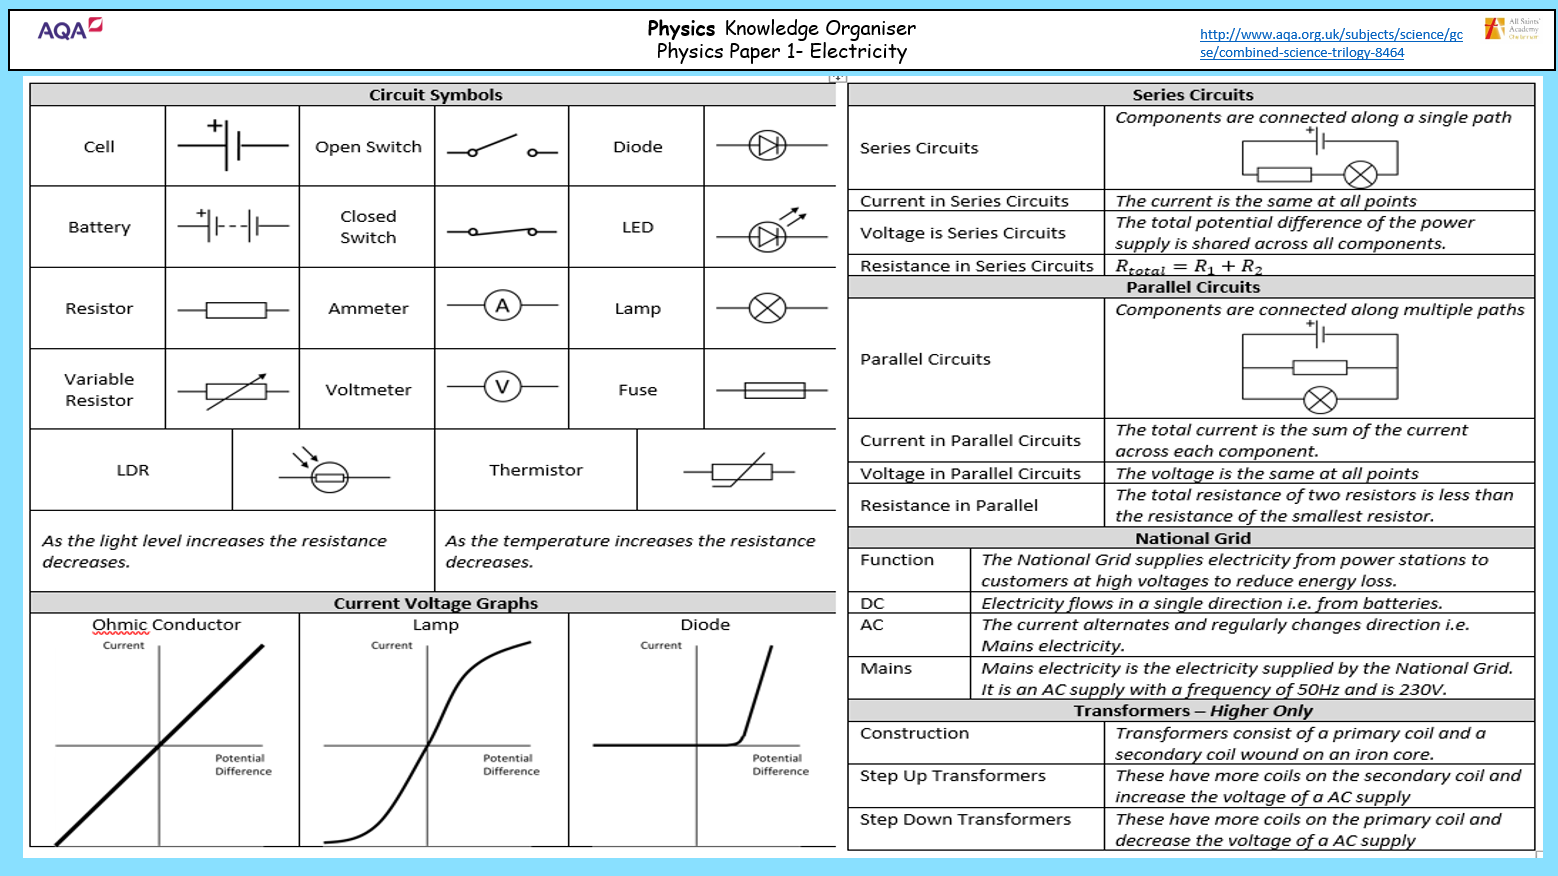 AQA
Physics Knowledge Organiser
Physics Paper 1- Electricity
http://www.aqa.org.uk/subjects/science/gc
se/combined-science-trilogy-8464
All Saints'
Academy
Cheltenham
Circuit Symbols
Cell
+
Open Switch
Diode
Battery
+
Closed
Switch
LED
Resistor
Ammeter
A
Lamp
Variable
Resistor
Voltmeter
V
Fuse
LDR
Thermistor
As the light level increases the resistance
decreases.
As the temperature increases the resistance
decreases.
Current Voltage Graphs
Ohmic Conductor
Current
Potential
Difference
Lamp
Current
Potential
Difference
Diode
Current
Potential
Difference
Series Circuits
Series Circuits
Components are connected along a single path
+
Current in Series Circuits
The current is the same at all points
Voltage is Series Circuits
The total potential difference of the power
supply is shared across all components.
Resistance in Series Circuits
R_total = R_1 + R_2
Parallel Circuits
Parallel Circuits
Components are connected along multiple paths
+
Current in Parallel Circuits
The total current is the sum of the current
across each component.
Voltage in Parallel Circuits
The voltage is the same at all points
Resistance in Parallel
The total resistance of two resistors is less than
the resistance of the smallest resistor.
National Grid
Function
The National Grid supplies electricity from power stations to
customers at high voltages to reduce energy loss.
DC
Electricity flows in a single direction i.e. from batteries.
AC
The current alternates and regularly changes direction i.e.
Mains electricity.
Mains
Mains electricity is the electricity supplied by the National Grid.
It is an AC supply with a frequency of 50Hz and is 230V.
Transformers – Higher Only
Construction
Transformers consist of a primary coil and a
secondary coil wound on an iron core.
Step Up Transformers
These have more coils on the secondary coil and
increase the voltage of a AC supply
Step Down Transformers
These have more coils on the primary coil and
decrease the voltage of a AC supply